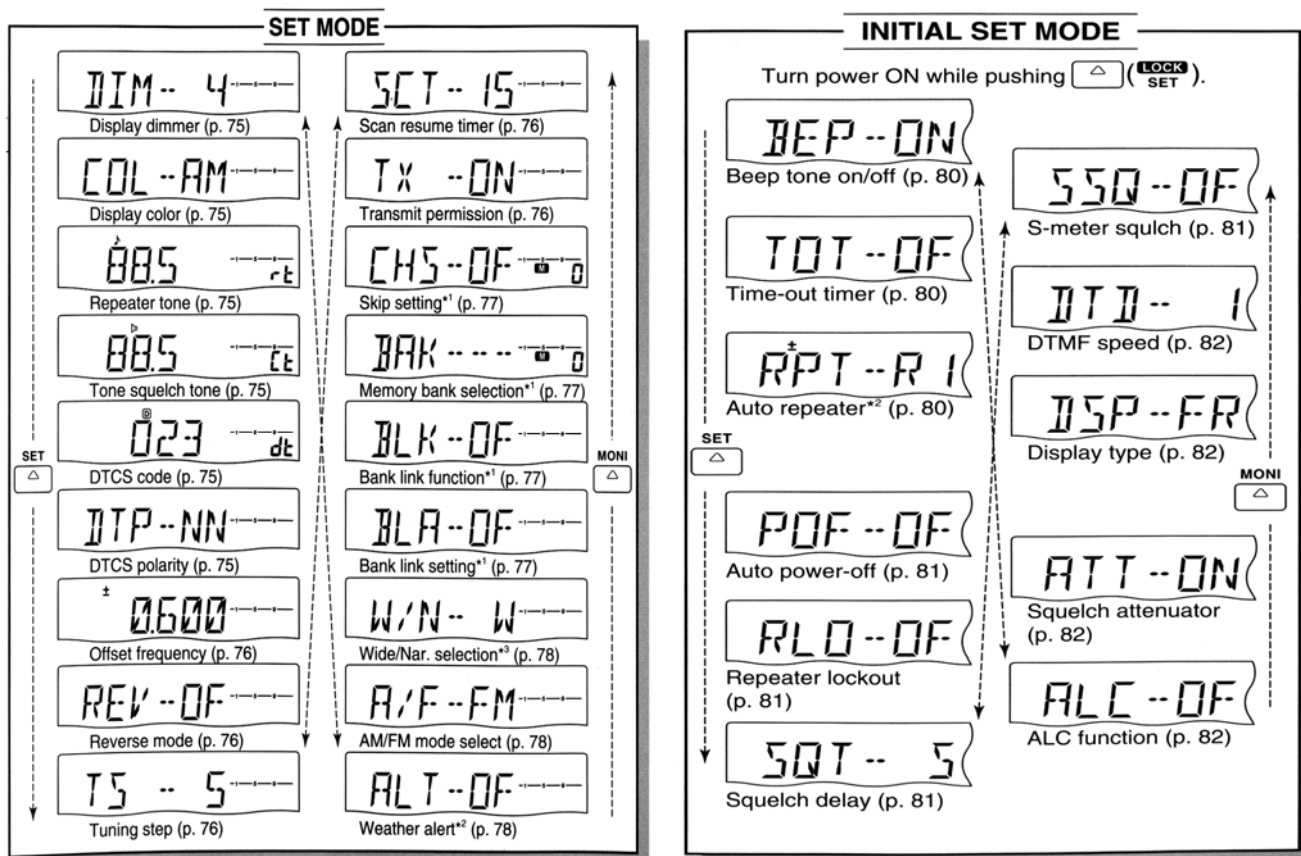 SET MODE
DIM-- 4
Display dimmer (p. 75)
COL-AM
Display color (p. 75)
88.5 rt
Repeater tone (p. 75)
88.5 Ct
Tone squelch tone (p. 75)
D
023 dt
DTCS code (p. 75)
DTP--NN
DTCS polarity (p. 75)
±
0.600
Offset frequency (p. 76)
REV--OF
Reverse mode (p. 76)
TS -- 5
Tuning step (p. 76)
SET
SCT-- 15
Scan resume timer (p. 76)
TX --ON
Transmit permission (p. 76)
CHS--OF M 0
Skip setting*1 (p. 77)
BAK---- M 0
Memory bank selection*1 (p. 77)
BLK--OF
Bank link function*1 (p. 77)
BLA--OF
Bank link setting*1 (p. 77)
W/N-- W
Wide/Nar. selection*3 (p. 78)
A/F--FM
AM/FM mode select (p. 78)
ALT--OF
Weather alert*2 (p. 78)
MONI
INITIAL SET MODE
Turn power ON while pushing (LOCK SET).
BEP--ON
Beep tone on/off (p. 80)
TOT--OF
Time-out timer (p. 80)
±
RPT--R1
Auto repeater*2 (p. 80)
SET
POF--OF
Auto power-off (p. 81)
RLO--OF
Repeater lockout
(p. 81)
SQT-- S
Squelch delay (p. 81)
SSQ--OF
S-meter squlch (p. 81)
DTD-- 1
DTMF speed (p. 82)
DSP--FR
Display type (p. 82)
MONI
ATT--ON
Squelch attenuator
(p. 82)
ALC--OF
ALC function (p. 82)